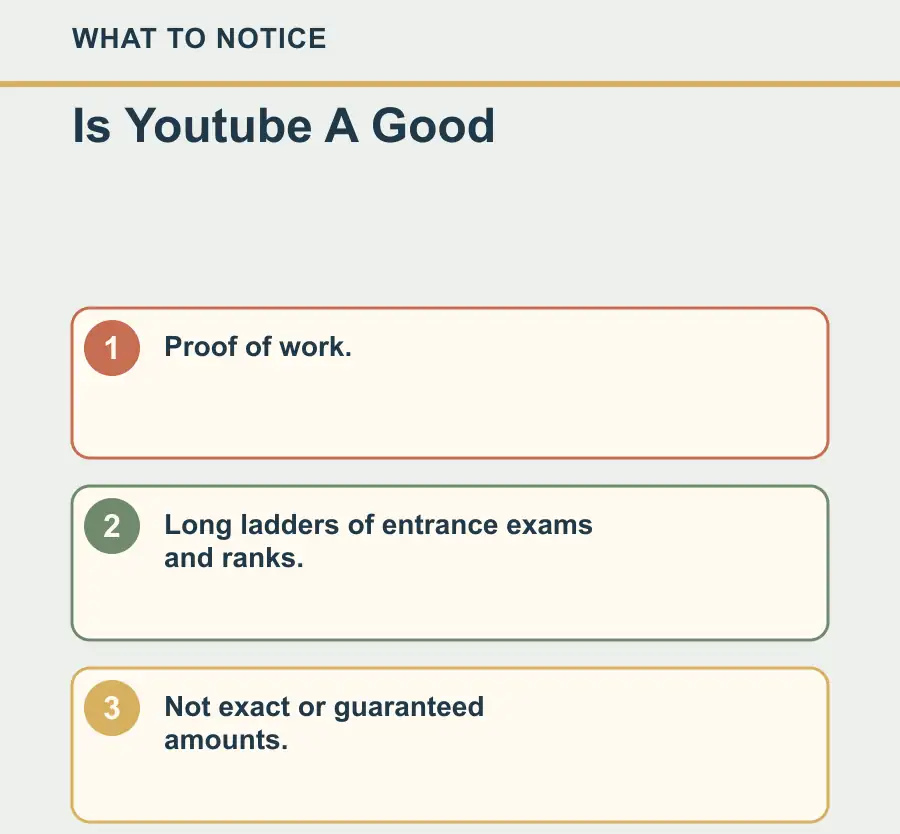 WHAT TO NOTICE
Is Youtube A Good
1
Proof of work.
2
Long ladders of entrance exams
and ranks.
3
Not exact or guaranteed
amounts.